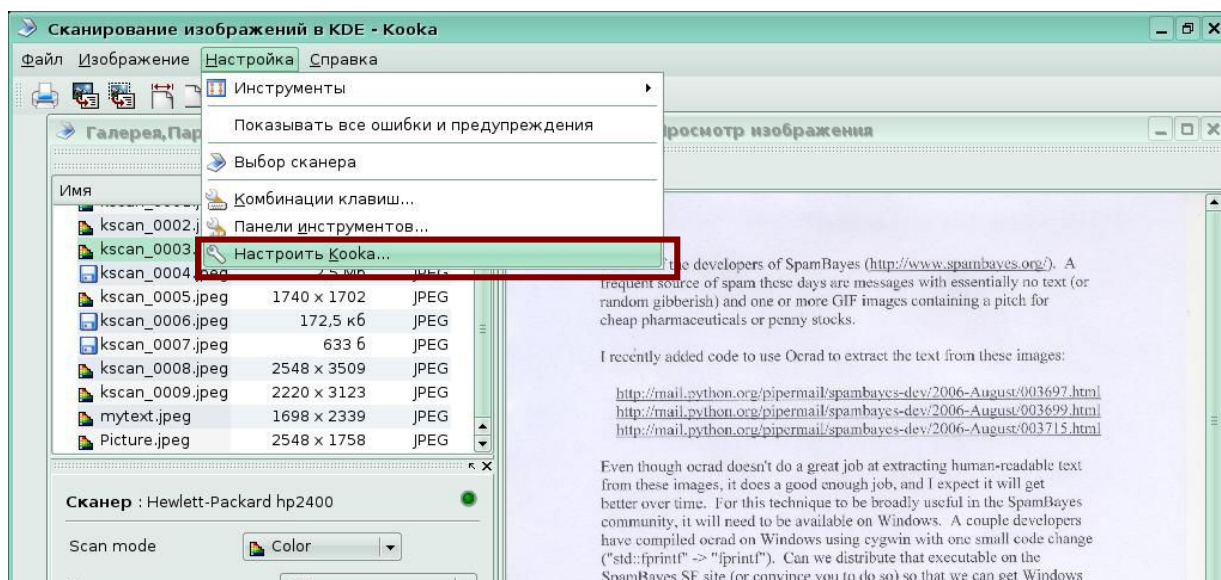 Сканирование изображений в KDE - Kooka
Файл Изображение Настройка Справка
Инструменты
Показывать все ошибки и предупреждения
Выбор сканера
Комбинации клавиш...
Панели инструментов...
Настроить Kooka...
Галерея,Пар
Просмотр изображения
Имя
kscan_0002.j
kscan_0003.
kscan_0004.jpeg 2,5 Мб JPEG
kscan_0005.jpeg 1740 x 1702 JPEG
kscan_0006.jpeg 172,5 кб JPEG
kscan_0007.jpeg 633 б JPEG
kscan_0008.jpeg 2548 x 3509 JPEG
kscan_0009.jpeg 2220 x 3123 JPEG
mytext.jpeg 1698 x 2339 JPEG
Picture.jpeg 2548 x 1758 JPEG
Сканер : Hewlett-Packard hp2400
Scan mode Color
the developers of SpamBayes (http://www.spambayes.org/). A
frequent source of spam these days are messages with essentially no text (or
random gibberish) and one or more GIF images containing a pitch for
cheap pharmaceuticals or penny stocks.
I recently added code to use Ocrad to extract the text from these images:
http://mail.python.org/pipermail/spambayes-dev/2006-August/003697.html
http://mail.python.org/pipermail/spambayes-dev/2006-August/003699.html
http://mail.python.org/pipermail/spambayes-dev/2006-August/003715.html
Even though ocrad doesn't do a great job at extracting human-readable text
from these images, it does a good enough job, and I expect it will get
better over time. For this technique to be broadly useful in the SpamBayes
community, it will need to be available on Windows. A couple developers
have compiled ocrad on Windows using cygwin with one small code change
("std::fprintf" -> "fprintf"). Can we distribute that executable on the
SpamBayes SF site (or convince you to do so) so that we can get Windows